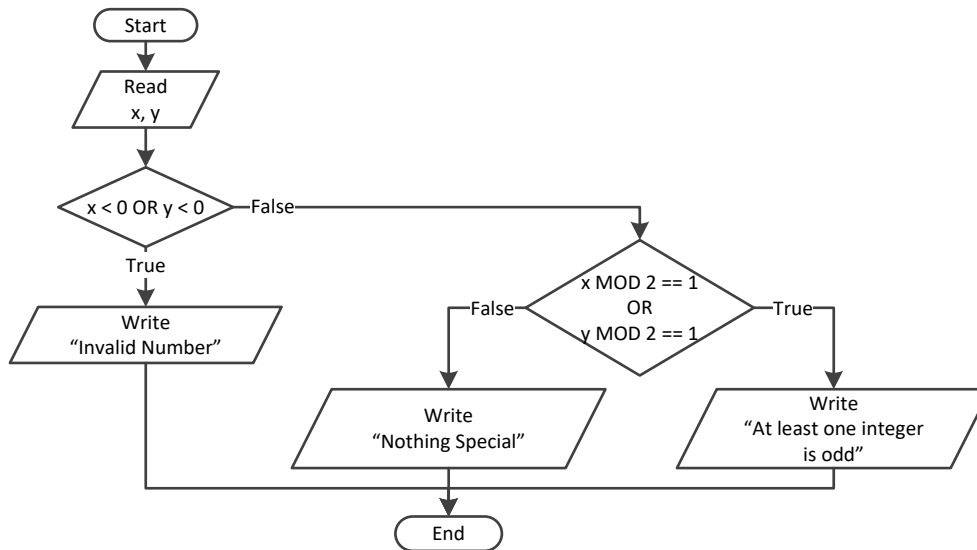 Start
Read
x, y
x < 0 OR y < 0
False
True
Write
“Invalid Number”
x MOD 2 == 1
OR
y MOD 2 == 1
False
True
Write
“Nothing Special”
Write
“At least one integer
is odd”
End